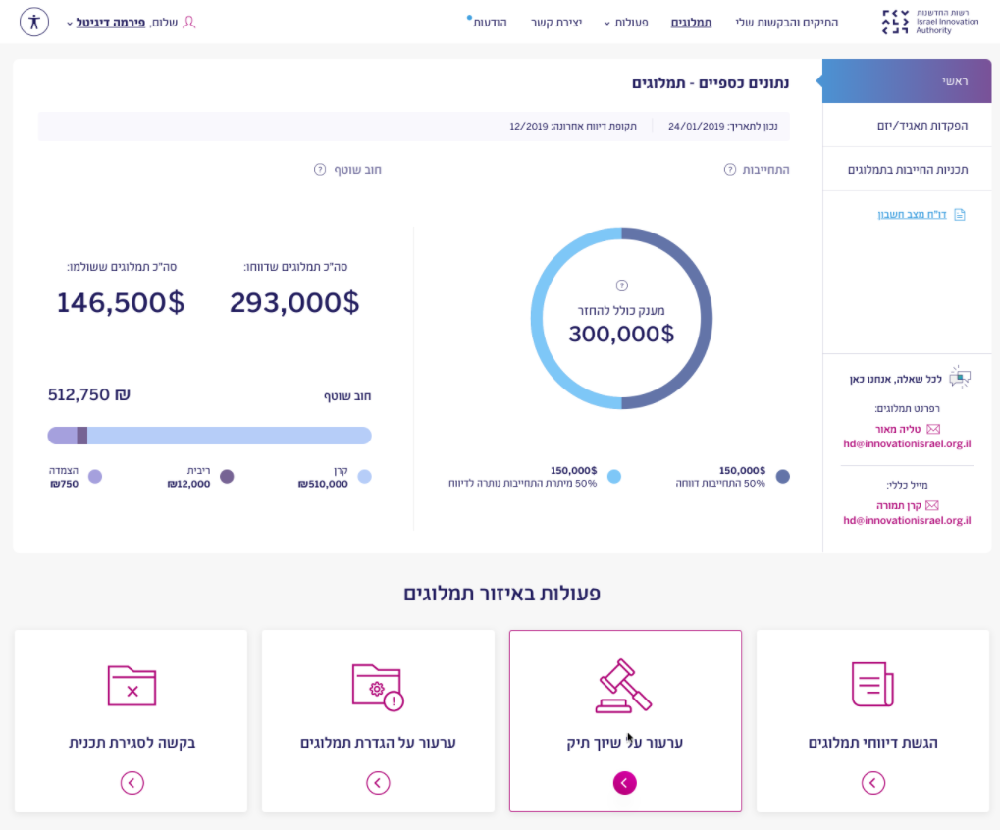 רשות החדשנות
Israel Innovation
Authority
התיקים והבקשות שלי
תמלוגים
פעולות
יצירת קשר
הודעות
שלום, פירמה דיגיטל
ראשי
הפקדות תאגיד/יזם
תכניות החייבות בתמלוגים
דו"ח מצב חשבון
לכל שאלה, אנחנו כאן
רפרנט תמלוגים:
טליה מאור
hd@innovationisrael.org.il
מייל כללי:
קרן תמורה
hd@innovationisrael.org.il
נתונים כספיים - תמלוגים
נכון לתאריך: 24/01/2019
תקופת דיווח אחרונה: 12/2019
התחייבות ?
?
מענק כולל להחזר
300,000$
150,000$
50% התחייבות דווחה
150,000$
50% מיתרת התחייבות נותרה לדיווח
חוב שוטף ?
סה"כ תמלוגים שדווחו:
293,000$
סה"כ תמלוגים ששולמו:
146,500$
חוב שוטף
512,750 ₪
קרן
₪510,000
ריבית
₪12,000
הצמדה
₪750
פעולות באיזור תמלוגים
הגשת דיווחי תמלוגים
ערעור על שיוך תיק
ערעור על הגדרת תמלוגים
בקשה לסגירת תכנית